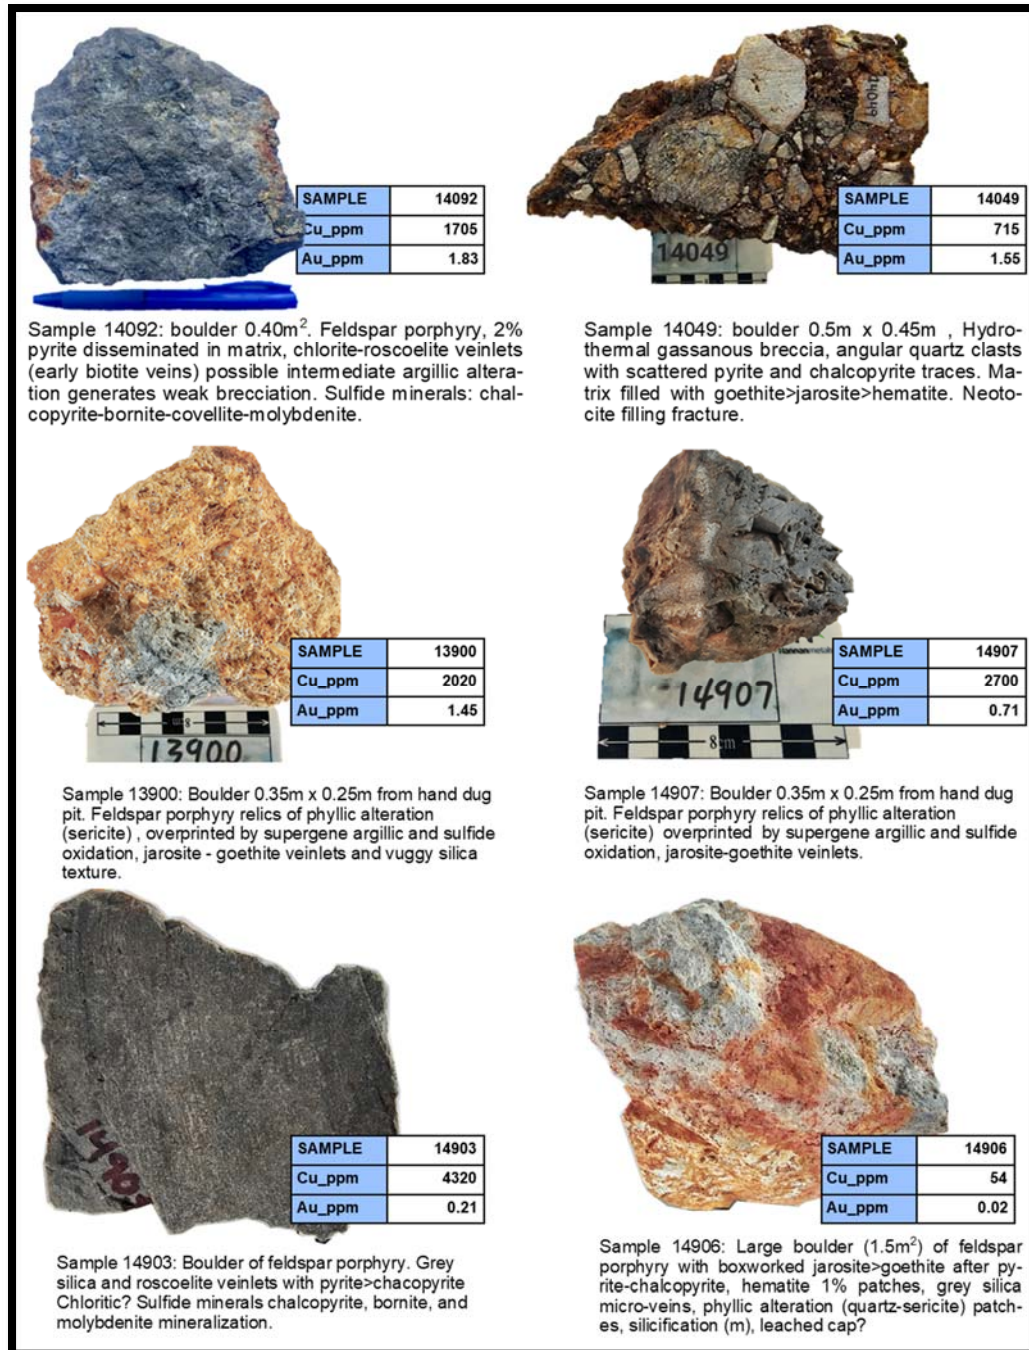 SAMPLE 14092
Cu_ppm 1705
Au_ppm 1.83
14049
14049
SAMPLE 14049
Cu_ppm 715
Au_ppm 1.55
Sample 14092: boulder 0.40m². Feldspar porphyry, 2%
pyrite disseminated in matrix, chlorite-roscoelite veinlets
(early biotite veins) possible intermediate argillic altera-
tion generates weak brecciation. Sulfide minerals: chal-
copyrite-bornite-covellite-molybdenite.
Sample 14049: boulder 0.5m x 0.45m , Hydro-
thermal gassanous breccia, angular quartz clasts
with scattered pyrite and chalcopyrite traces. Ma-
trix filled with goethite>jarosite>hematite. Neoto-
cite filling fracture.
SAMPLE 13900
Cu_ppm 2020
Au_ppm 1.45
13900
SAMPLE 14907
Cu_ppm 2700
Au_ppm 0.71
14907
8cm
Sample 13900: Boulder 0.35m x 0.25m from hand dug
pit. Feldspar porphyry relics of phyllic alteration
(sericite) , overprinted by supergene argillic and sulfide
oxidation, jarosite - goethite veinlets and vuggy silica
texture.
Sample 14907: Boulder 0.35m x 0.25m from hand dug
pit. Feldspar porphyry relics of phyllic alteration
(sericite) overprinted by supergene argillic and sulfide
oxidation, jarosite-goethite veinlets.
14903
SAMPLE 14903
Cu_ppm 4320
Au_ppm 0.21
SAMPLE 14906
Cu_ppm 54
Au_ppm 0.02
Sample 14903: Boulder of feldspar porphyry. Grey
silica and roscoelite veinlets with pyrite>chacopyrite
Chloritic? Sulfide minerals chalcopyrite, bornite, and
molybdenite mineralization.
Sample 14906: Large boulder (1.5m²) of feldspar
porphyry with boxworked jarosite>goethite after py-
rite-chalcopyrite, hematite 1% patches, grey silica
micro-veins, phyllic alteration (quartz-sericite) patch-
es, silicification (m), leached cap?